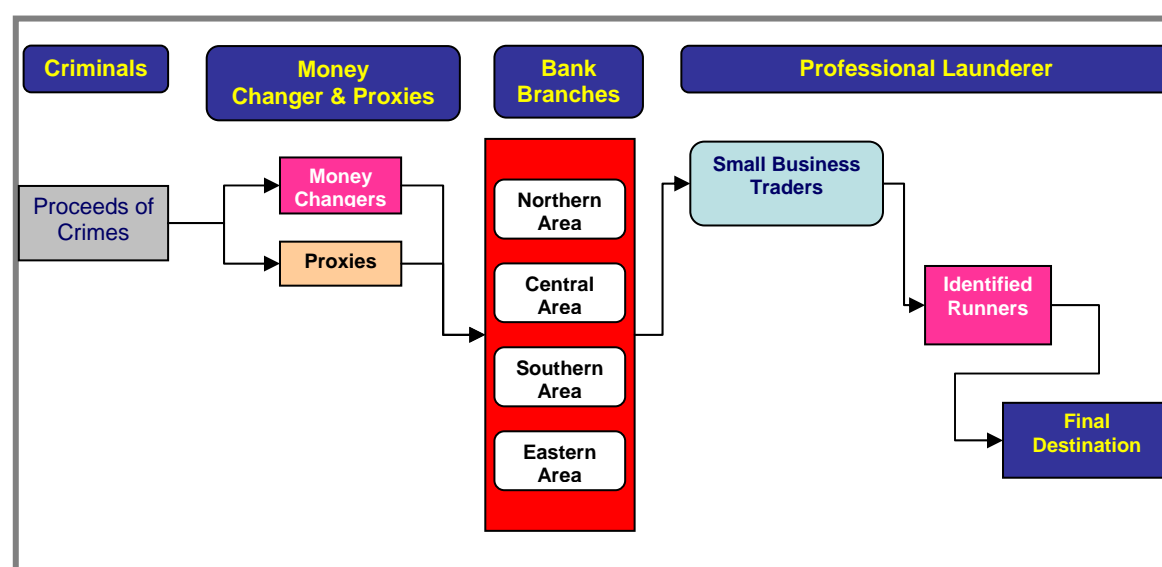 Criminals
Money
Changer & Proxies
Bank
Branches
Professional Launderer
Proceeds of
Crimes
Money
Changers
Proxies
Northern
Area
Central
Area
Southern
Area
Eastern
Area
Small Business
Traders
Identified
Runners
Final
Destination